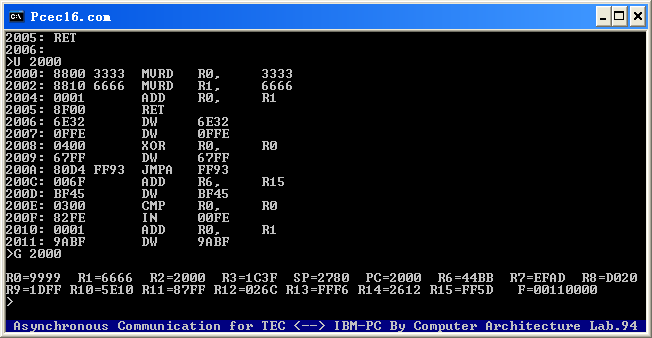 Pcec16.com
2005: RET
2006:
>U 2000
2000: 8800 3333  MVRD   R0,     3333
2002: 8810 6666  MVRD   R1,     6666
2004: 0001       ADD    R0,     R1
2005: 8F00       RET
2006: 6E32       DW     6E32
2007: 0FFE       DW     0FFE
2008: 0400       XOR    R0,     R0
2009: 67FF       DW     67FF
200A: 80D4 FF93  JMPA   FF93
200C: 006F       ADD    R6,     R15
200D: BF45       DW     BF45
200E: 0300       CMP    R0,     R0
200F: 82FE       IN     00FE
2010: 0001       ADD    R0,     R1
2011: 9ABF       DW     9ABF
>G 2000
R0=9999  R1=6666  R2=2000  R3=1C3F  SP=2780  PC=2000  R6=44BB  R7=EFAD  R8=D020
R9=1DFF R10=5E10 R11=87FF R12=026C R13=FFF6 R14=2612 R15=FF5D   F=00110000
>
Asynchronous Communication for TEC <--> IBM-PC By Computer Architecture Lab.94